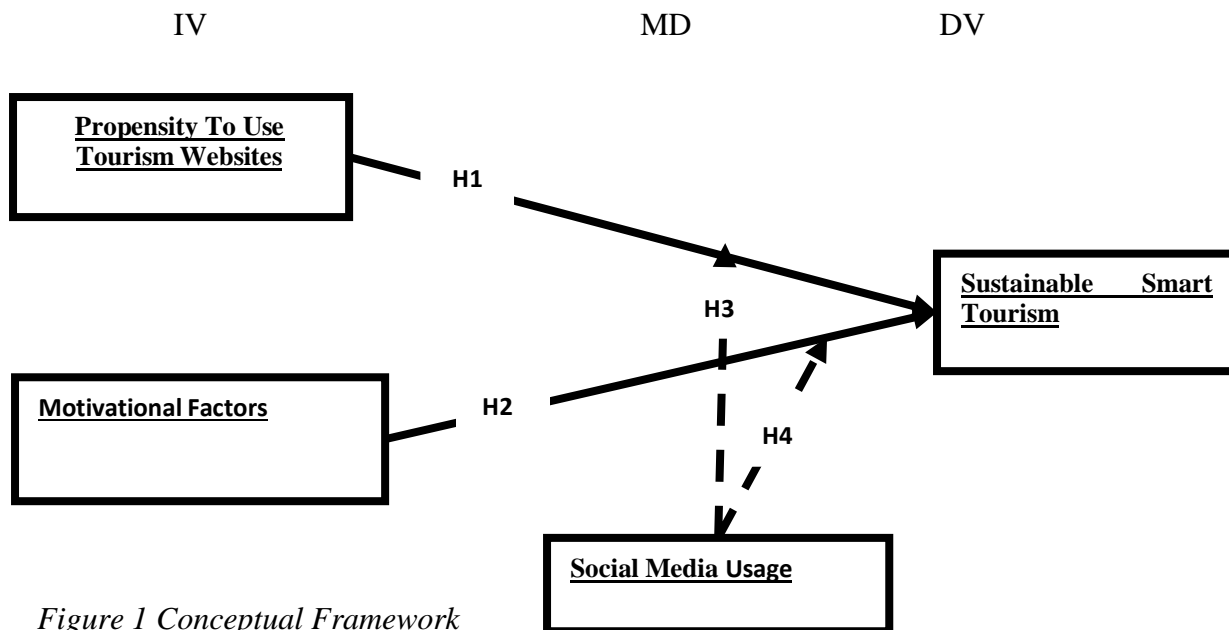 IV MD DV
Propensity To Use
Tourism Websites
H1
Sustainable Smart
Tourism
H3
Motivational Factors
H2
H4
Social Media Usage
Figure 1 Conceptual Framework